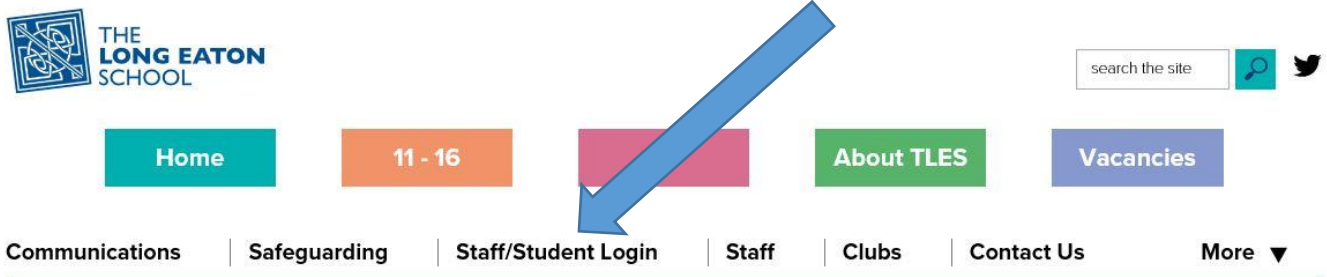 THE
LONG EATON
SCHOOL
search the site
Home 11 - 16 About TLES Vacancies
Communications Safeguarding Staff/Student Login Staff Clubs Contact Us More ▼